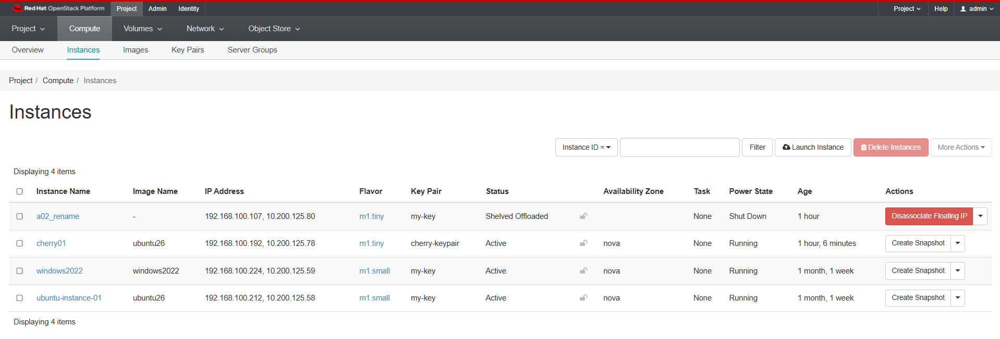 Red Hat OpenStack Platform Project Admin Identity Project Help admin
Project Compute Volumes Network Object Store
Overview Instances Images Key Pairs Server Groups
Project / Compute / Instances
Instances
Instance ID = Filter Launch Instance Delete Instances More Actions
Displaying 4 items
Instance Name Image Name IP Address Flavor Key Pair Status Availability Zone Task Power State Age Actions
a02_rename - 192.168.100.107, 10.200.125.80 m1.tiny my-key Shelved Offloaded None Shut Down 1 hour Disassociate Floating IP
cherry01 ubuntu26 192.168.100.192, 10.200.125.78 m1.tiny cherry-keypair Active nova None Running 1 hour, 6 minutes Create Snapshot
windows2022 windows2022 192.168.100.224, 10.200.125.59 m1.small my-key Active nova None Running 1 month, 1 week Create Snapshot
ubuntu-instance-01 ubuntu26 192.168.100.212, 10.200.125.58 m1.small my-key Active nova None Running 1 month, 1 week Create Snapshot
Displaying 4 items